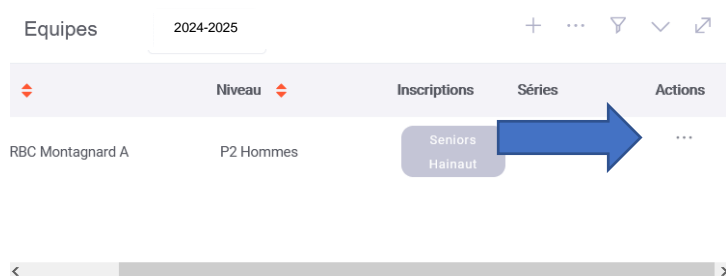 Equipes 2024-2025
Niveau Inscriptions Séries Actions
RBC Montagnard A P2 Hommes Seniors
Hainaut